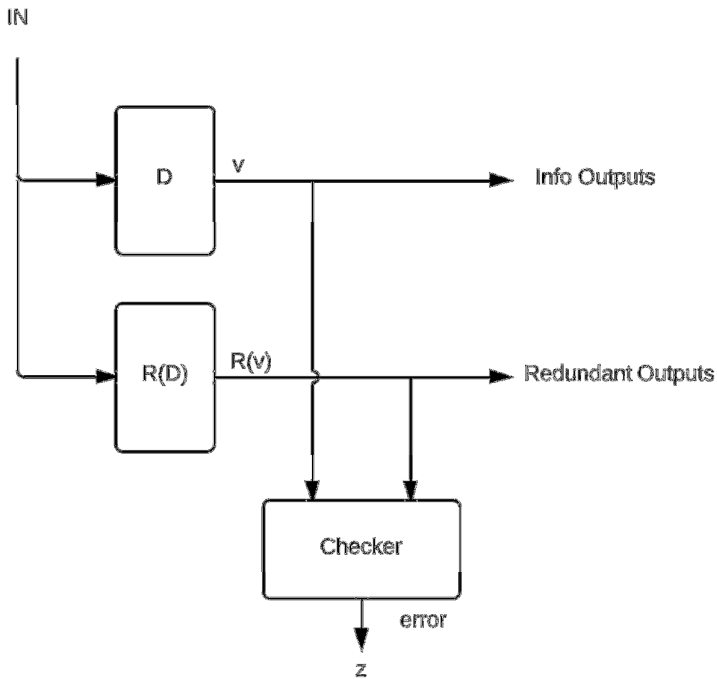 IN
D
v
Info Outputs
R(D)
R(v)
Redundant Outputs
Checker
error
z